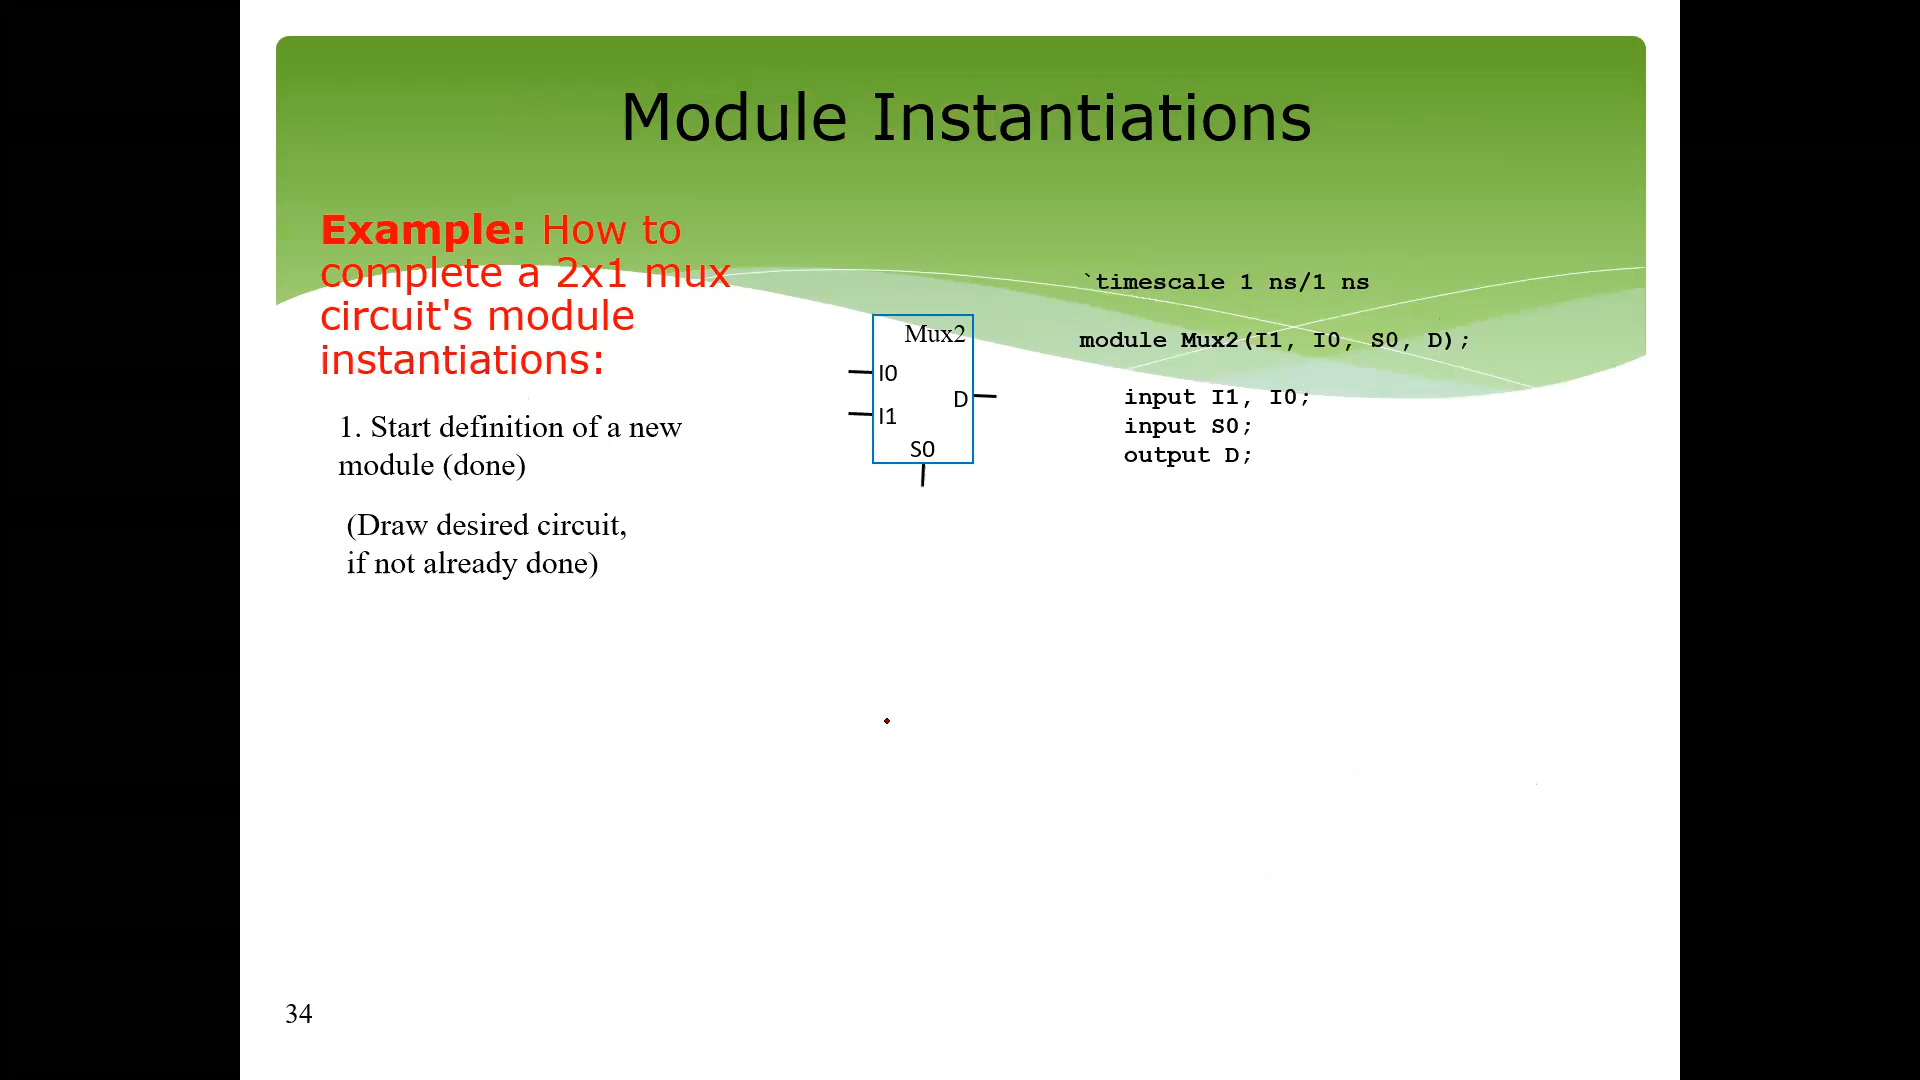 Module Instantiations
Example: How to
complete a 2x1 mux
circuit's module
instantiations:
1. Start definition of a new
module (done)
(Draw desired circuit,
if not already done)
Mux2
I0
I1
D
S0
`timescale 1 ns/1 ns
module Mux2(I1, I0, S0, D);
input I1, I0;
input S0;
output D;
34